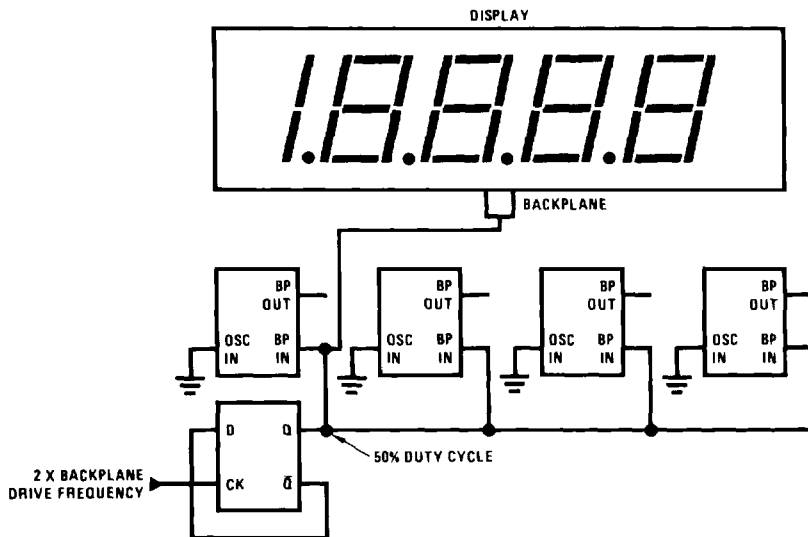 DISPLAY
1.8.8.8.8
BACKPLANE
BP OUT
OSC IN
BP IN
BP OUT
OSC IN
BP IN
BP OUT
OSC IN
BP IN
BP OUT
OSC IN
BP IN
D
Q
50% DUTY CYCLE
2 X BACKPLANE
DRIVE FREQUENCY
CK
Q̅